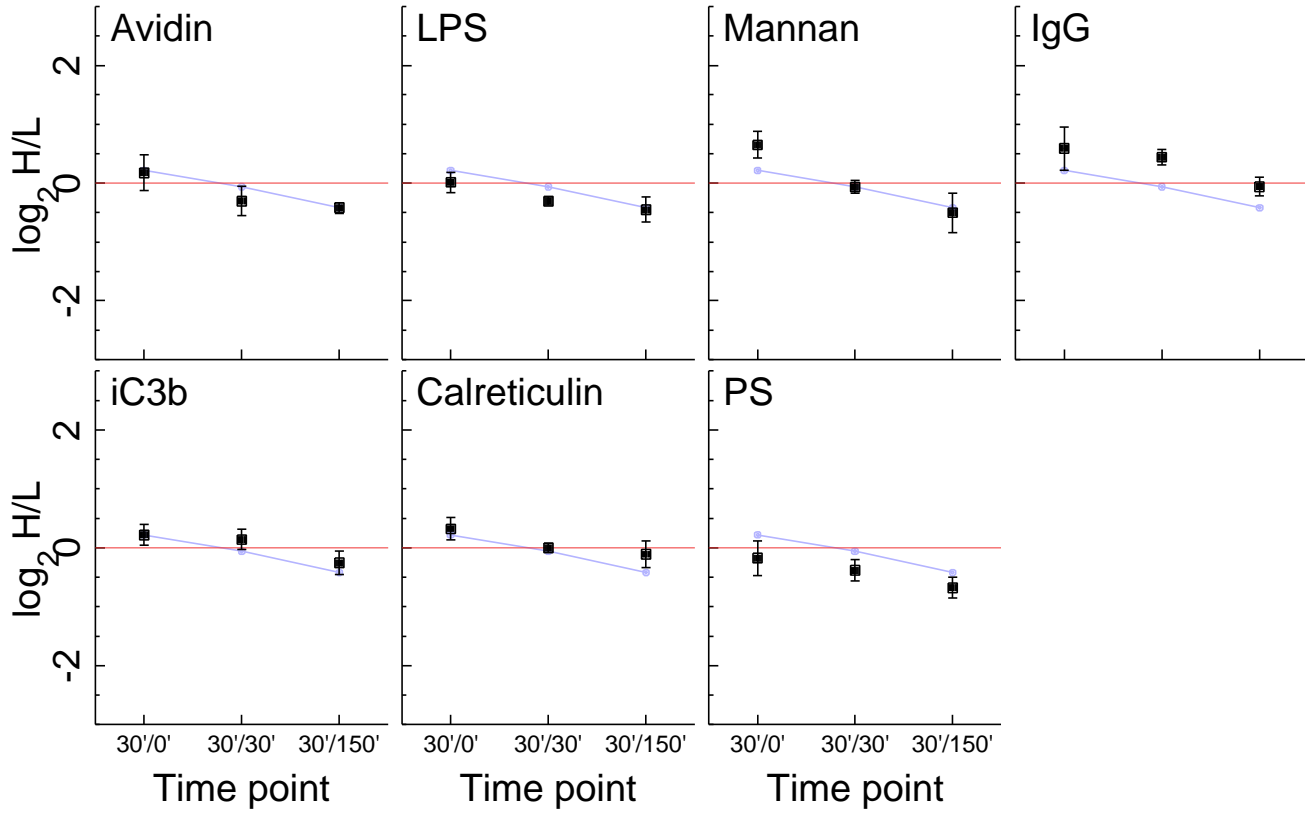 Avidin
LPS
Mannan
IgG
2
0
-2
log2 H/L
iC3b
Calreticulin
PS
2
0
-2
log2 H/L
30'/0' 30'/30' 30'/150'
30'/0' 30'/30' 30'/150'
30'/0' 30'/30' 30'/150'
Time point
Time point
Time point